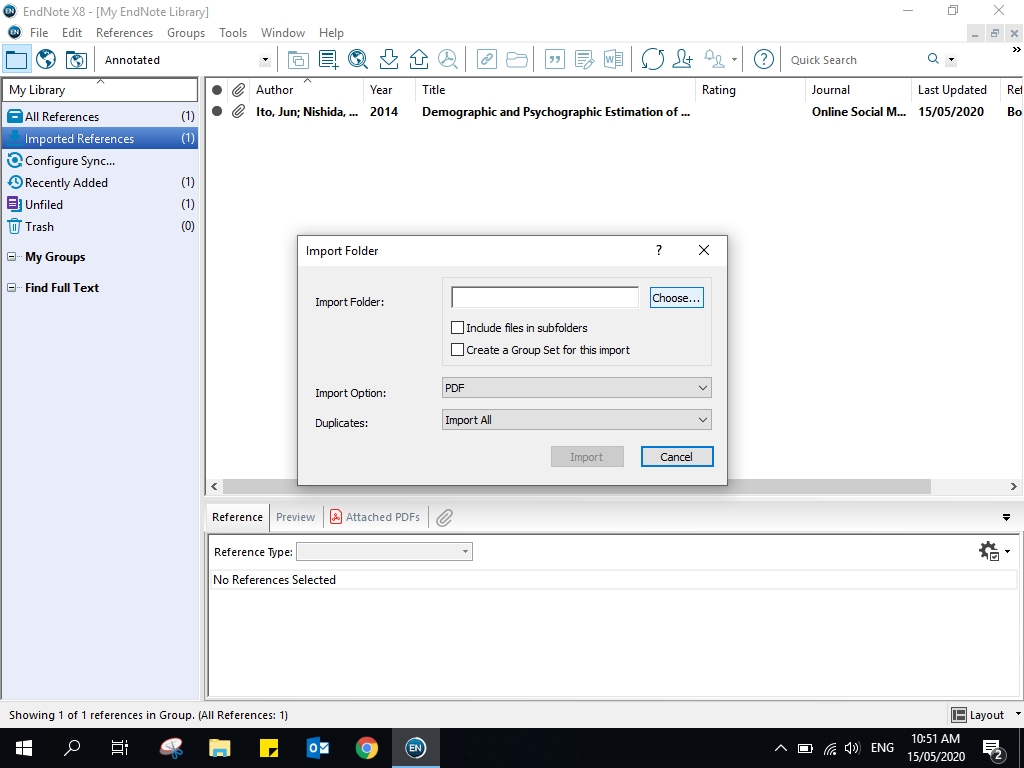 EndNote X8 - [My EndNote Library]
EN File Edit References Groups Tools Window Help
Annotated
EN
Quick Search
»
My Library
All References (1)
Imported References (1)
Configure Sync...
Recently Added (1)
Unfiled (1)
Trash (0)
My Groups
Find Full Text
Author Year Title Rating Journal Last Updated Ref
Ito, Jun; Nishida, ... 2014 Demographic and Psychographic Estimation of ... Online Social M... 15/05/2020 Bo
Import Folder ?
Import Folder: Choose...
Include files in subfolders
Create a Group Set for this import
Import Option: PDF
Duplicates: Import All
Import Cancel
Reference Preview Attached PDFs
Reference Type:
No References Selected
Showing 1 of 1 references in Group. (All References: 1) Layout
EN ENG 10:51 AM
15/05/2020 2